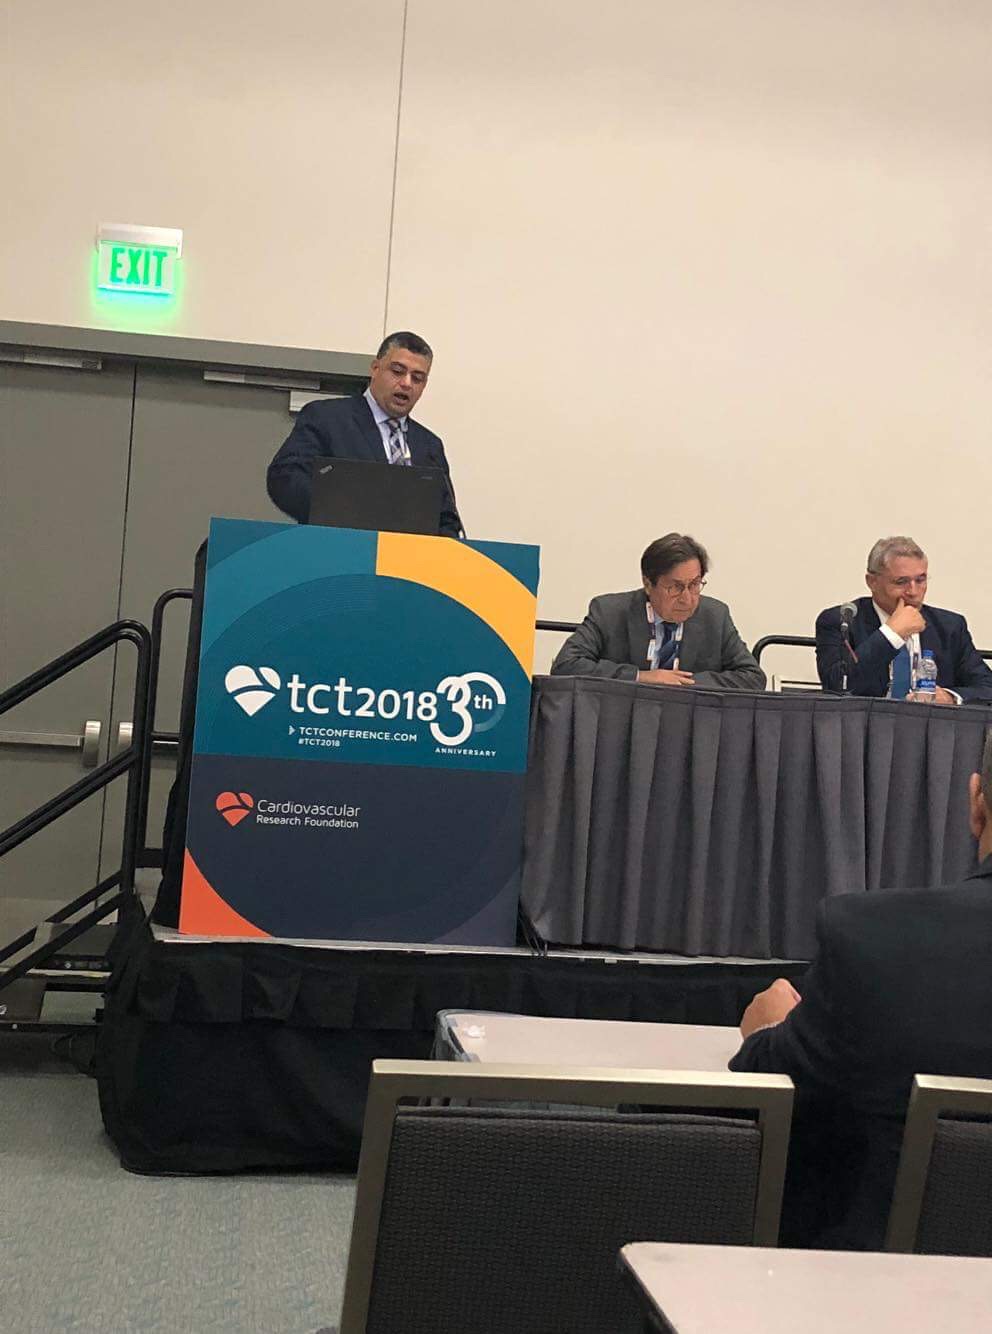 EXIT
tct2018 30th
TCTCONFERENCE.COM
#TCT2018
ANNIVERSARY
Cardiovascular
Research Foundation